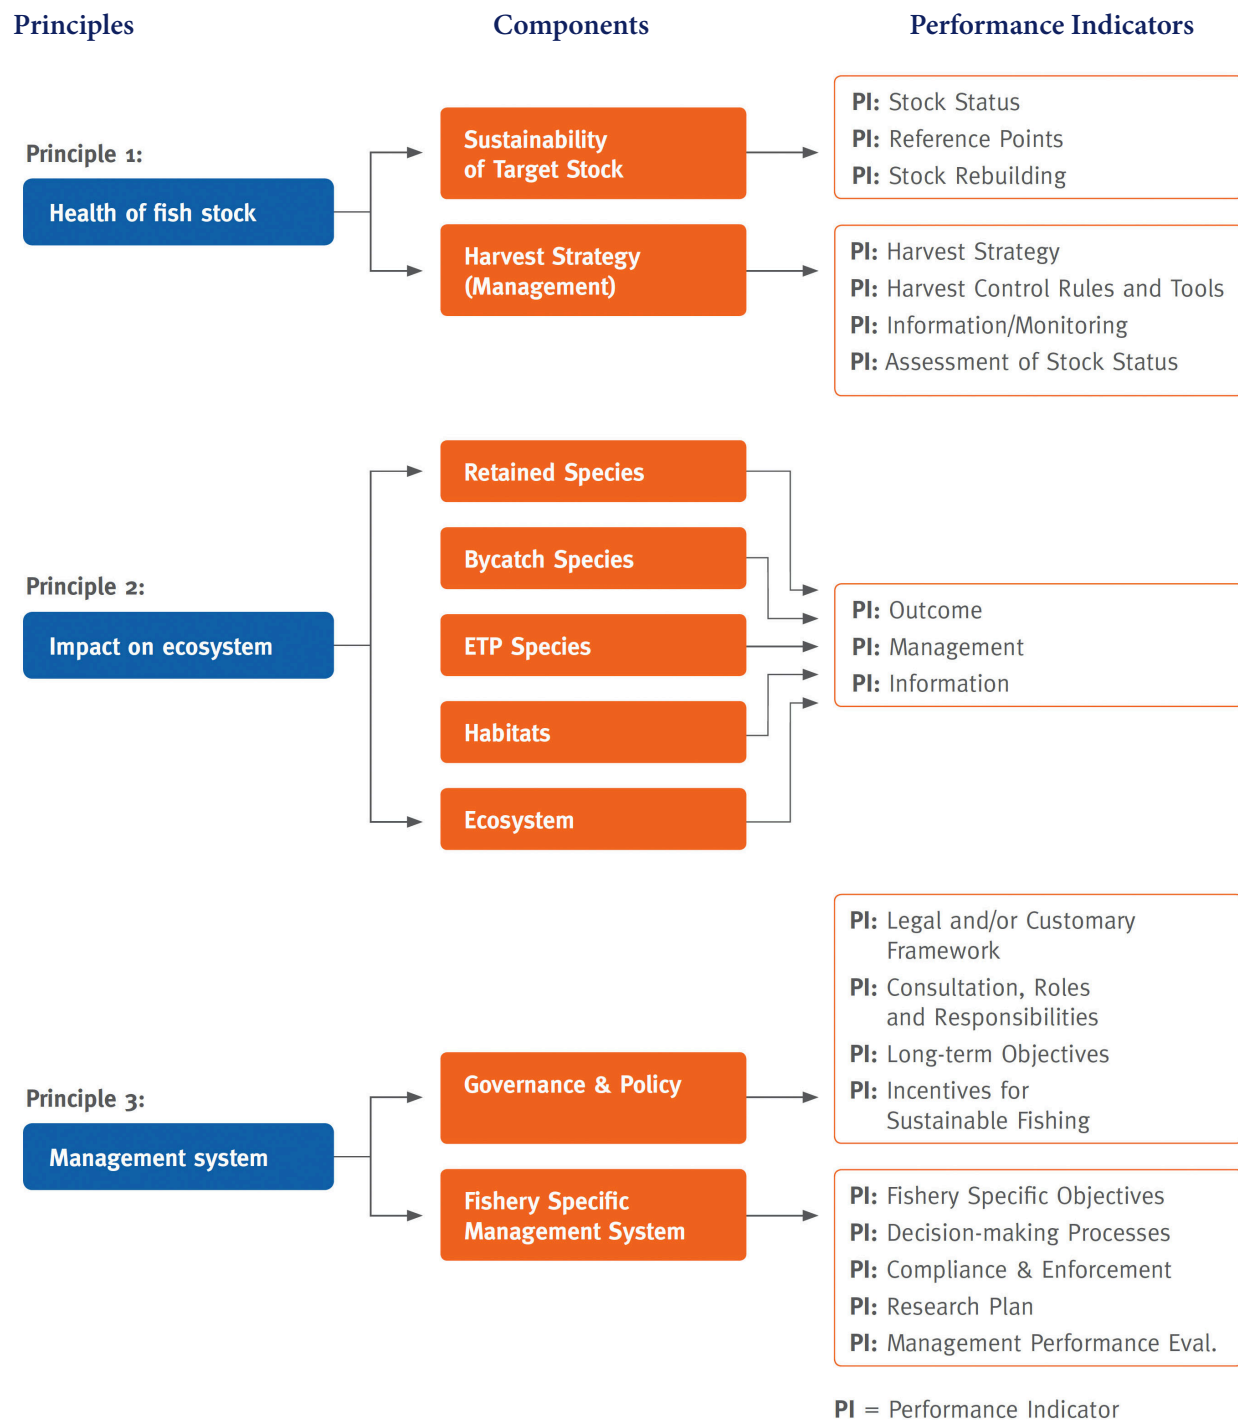 Principles
Components
Performance Indicators
Principle 1:
Health of fish stock
Sustainability
of Target Stock
PI: Stock Status
PI: Reference Points
PI: Stock Rebuilding
Harvest Strategy
(Management)
PI: Harvest Strategy
PI: Harvest Control Rules and Tools
PI: Information/Monitoring
PI: Assessment of Stock Status
Principle 2:
Impact on ecosystem
Retained Species
Bycatch Species
ETP Species
Habitats
Ecosystem
PI: Outcome
PI: Management
PI: Information
Principle 3:
Management system
Governance & Policy
PI: Legal and/or Customary
Framework
PI: Consultation, Roles
and Responsibilities
PI: Long-term Objectives
PI: Incentives for
Sustainable Fishing
Fishery Specific
Management System
PI: Fishery Specific Objectives
PI: Decision-making Processes
PI: Compliance & Enforcement
PI: Research Plan
PI: Management Performance Eval.
PI = Performance Indicator